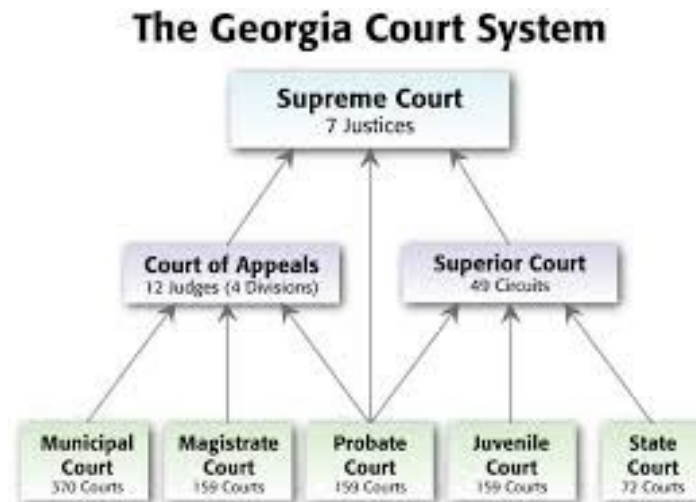 The Georgia Court System
Supreme Court
7 Justices
Court of Appeals
12 Judges (4 Divisions)
Superior Court
49 Circuits
Municipal
Court
370 Courts
Magistrate
Court
159 Courts
Probate
Court
159 Courts
Juvenile
Court
159 Courts
State
Court
72 Courts